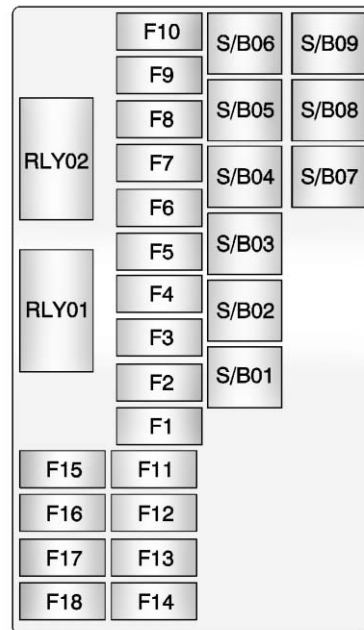 F10 S/B06 S/B09
F9
F8 S/B05 S/B08
RLY02 F7 S/B04 S/B07
F6
F5 S/B03
RLY01 F4 S/B02
F3
F2 S/B01
F1
F15 F11
F16 F12
F17 F13
F18 F14